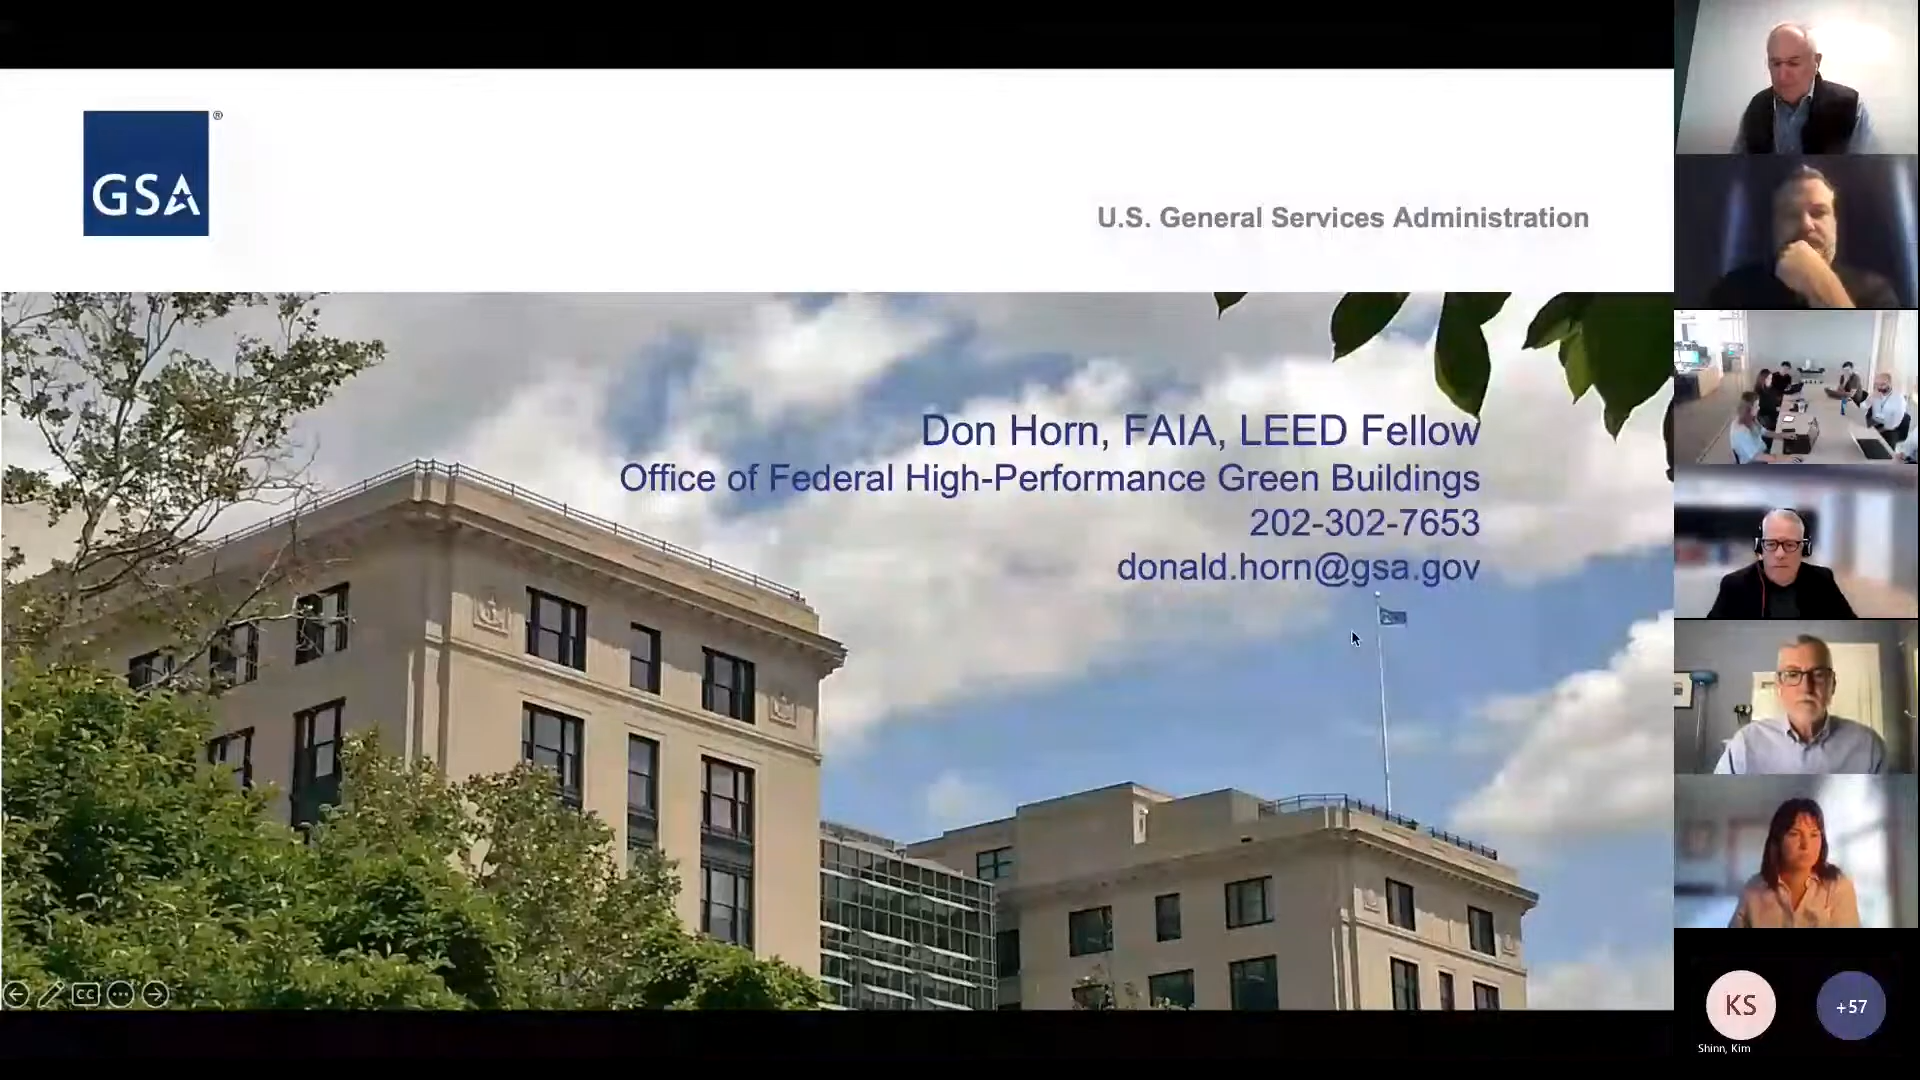 GSA®
U.S. General Services Administration
Don Horn, FAIA, LEED Fellow
Office of Federal High-Performance Green Buildings
202-302-7653
donald.horn@gsa.gov
CC
KS
+57
Shinn, Kim